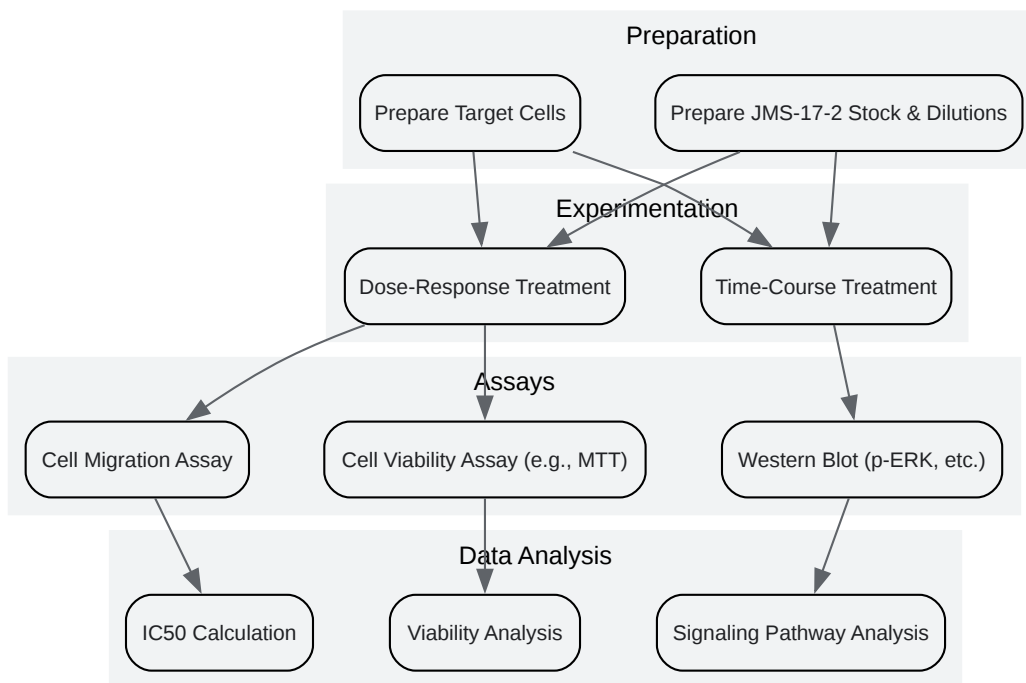 Preparation
Prepare Target Cells
Prepare JMS-17-2 Stock & Dilutions
Experimentation
Dose-Response Treatment
Time-Course Treatment
Assays
Cell Migration Assay
Cell Viability Assay (e.g., MTT)
Western Blot (p-ERK, etc.)
Data Analysis
IC50 Calculation
Viability Analysis
Signaling Pathway Analysis